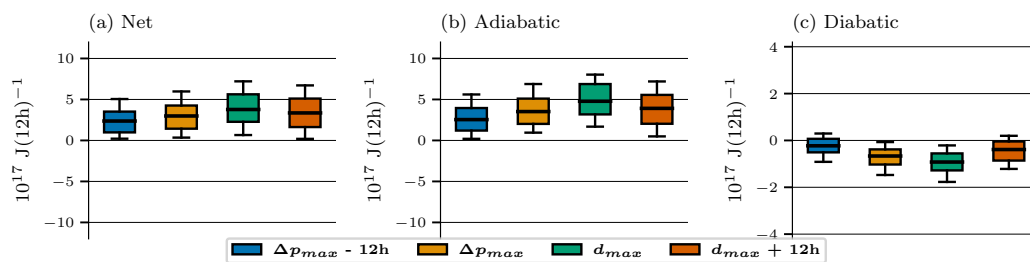 (a) Net
(b) Adiabatic
(c) Diabatic
10¹⁷ J(12h)⁻¹
10
5
0
−5
−10
10¹⁷ J(12h)⁻¹
10
5
0
−5
−10
10¹⁷ J(12h)⁻¹
4
2
0
−2
−4
Δp_max - 12h
Δp_max
d_max
d_max + 12h